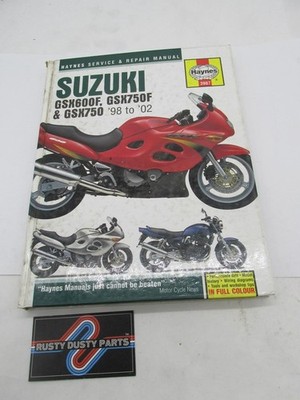 HAYNES SERVICE & REPAIR MANUAL
SUZUKI
GSX600F, GSX750F
& GSX750 '98 to '02
Haynes
"Haynes Manuals just cannot be beaten"
Motor Cycle News
IN FULL COLOUR
RUSTY DUSTY PARTS